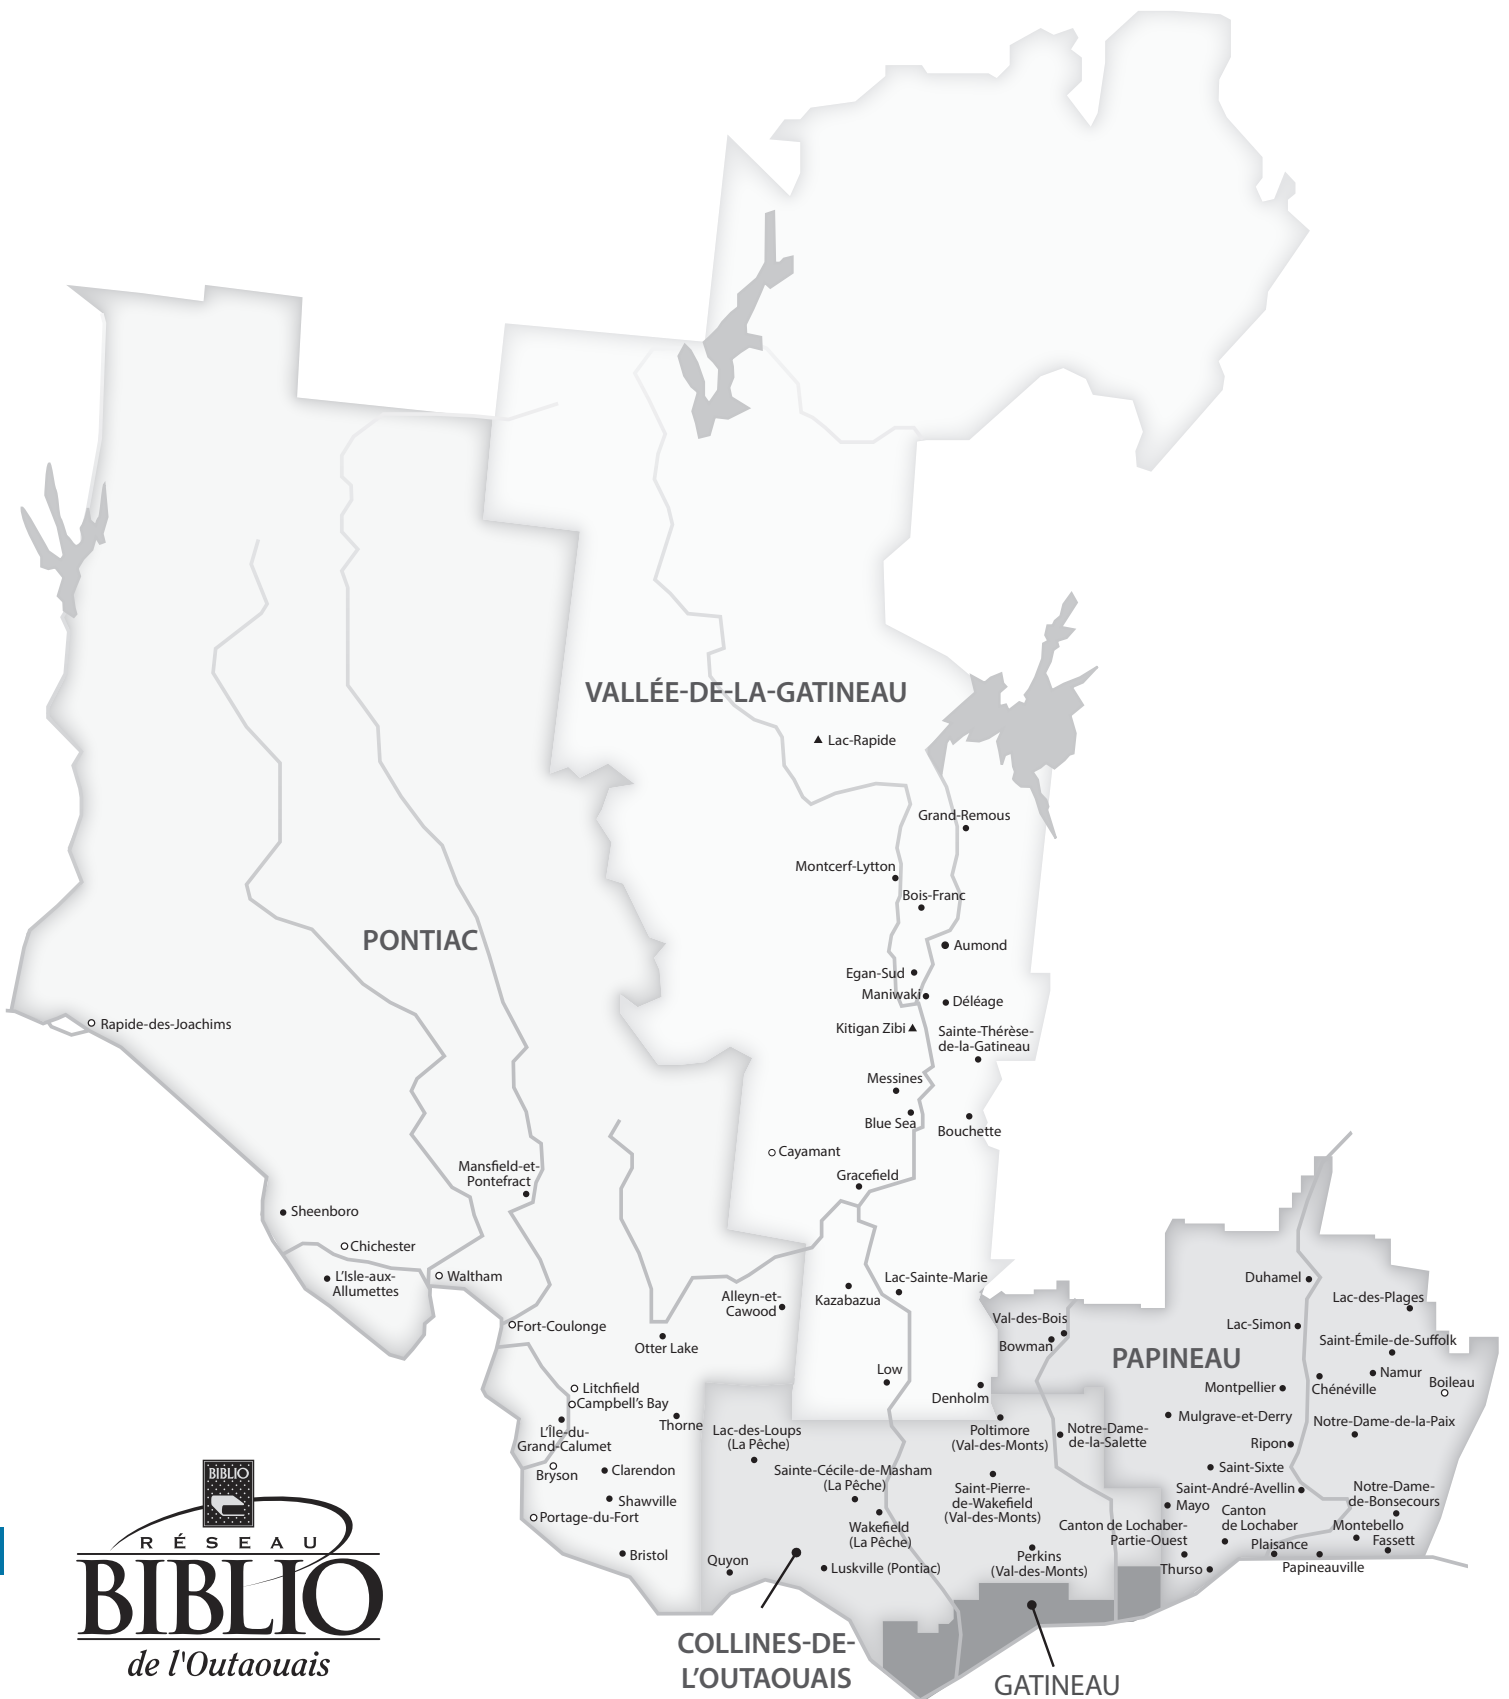 VALLÉE-DE-LA-GATINEAU
Lac-Rapide
Grand-Remous
Montcerf-Lytton
Bois-Franc
Aumond
Egan-Sud
Maniwaki
Déléage
Kitigan Zibi
Sainte-Thérèse-
de-la-Gatineau
Messines
Blue Sea
Bouchette
Cayamant
Gracefield
Kazabazua
Lac-Sainte-Marie
Low
Denholm
PONTIAC
Rapide-des-Joachims
Mansfield-et-
Pontefract
Sheenboro
Chichester
L'Isle-aux-
Allumettes
Waltham
Fort-Coulonge
Alleyn-et-
Cawood
Otter Lake
Litchfield
Campbell's Bay
Thorne
L'Île-du-
Grand-Calumet
Bryson
Clarendon
Shawville
Portage-du-Fort
Bristol
Lac-des-Loups
(La Pêche)
Sainte-Cécile-de-Masham
(La Pêche)
Wakefield
(La Pêche)
Quyon
Luskville (Pontiac)
Poltimore
(Val-des-Monts)
Saint-Pierre-
de-Wakefield
(Val-des-Monts)
Perkins
(Val-des-Monts)
COLLINES-DE-
L'OUTAOUAIS
GATINEAU
PAPINEAU
Duhamel
Lac-des-Plages
Val-des-Bois
Bowman
Lac-Simon
Saint-Émile-de-Suffolk
Namur
Boileau
Montpellier
Chénéville
Mulgrave-et-Derry
Notre-Dame-de-la-Paix
Notre-Dame-
de-la-Salette
Ripon
Saint-Sixte
Saint-André-Avellin
Notre-Dame-
de-Bonsecours
Mayo
Canton
de Lochaber
Canton de Lochaber-
Partie-Ouest
Montebello
Fassett
Plaisance
Thurso
Papineauville
BIBLIO
RÉSEAU
BIBLIO
de l'Outaouais